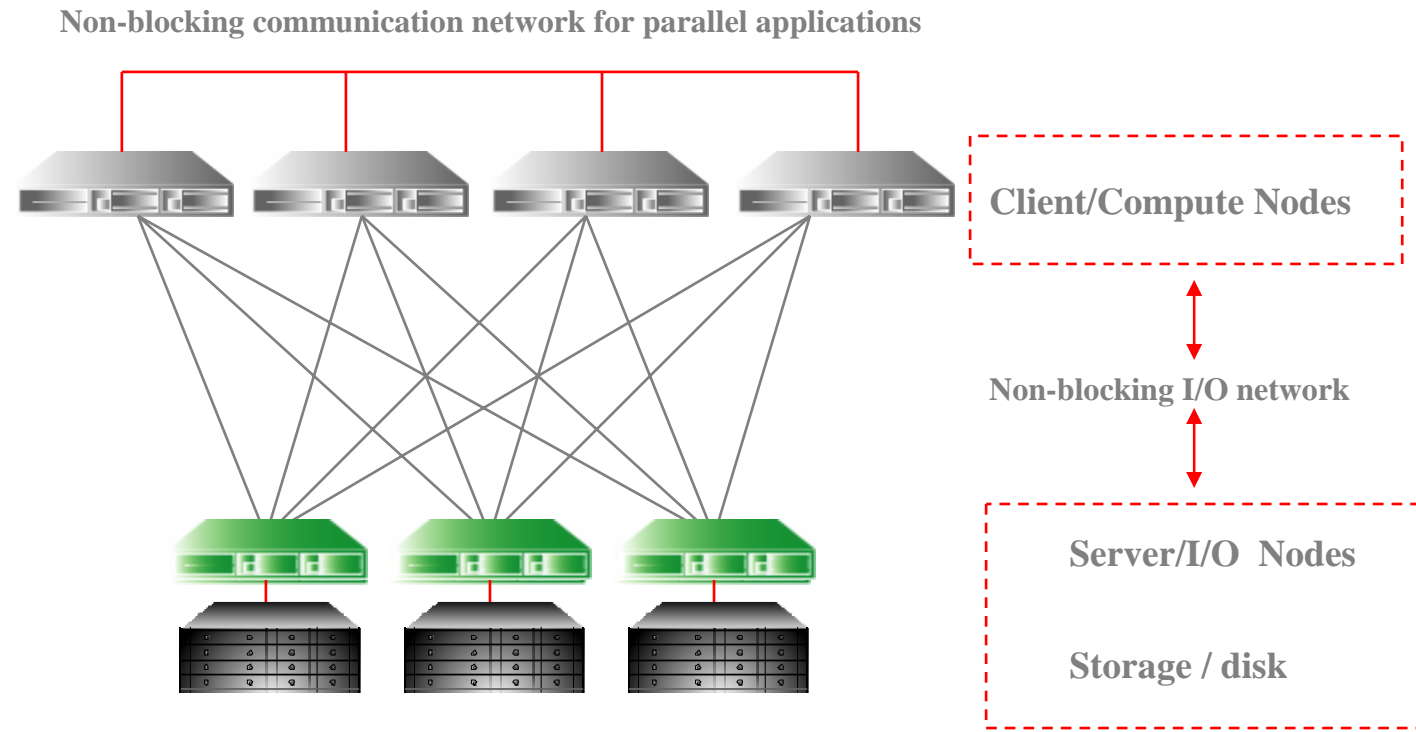 Non-blocking communication network for parallel applications
Client/Compute Nodes
Non-blocking I/O network
Server/I/O  Nodes
Storage / disk